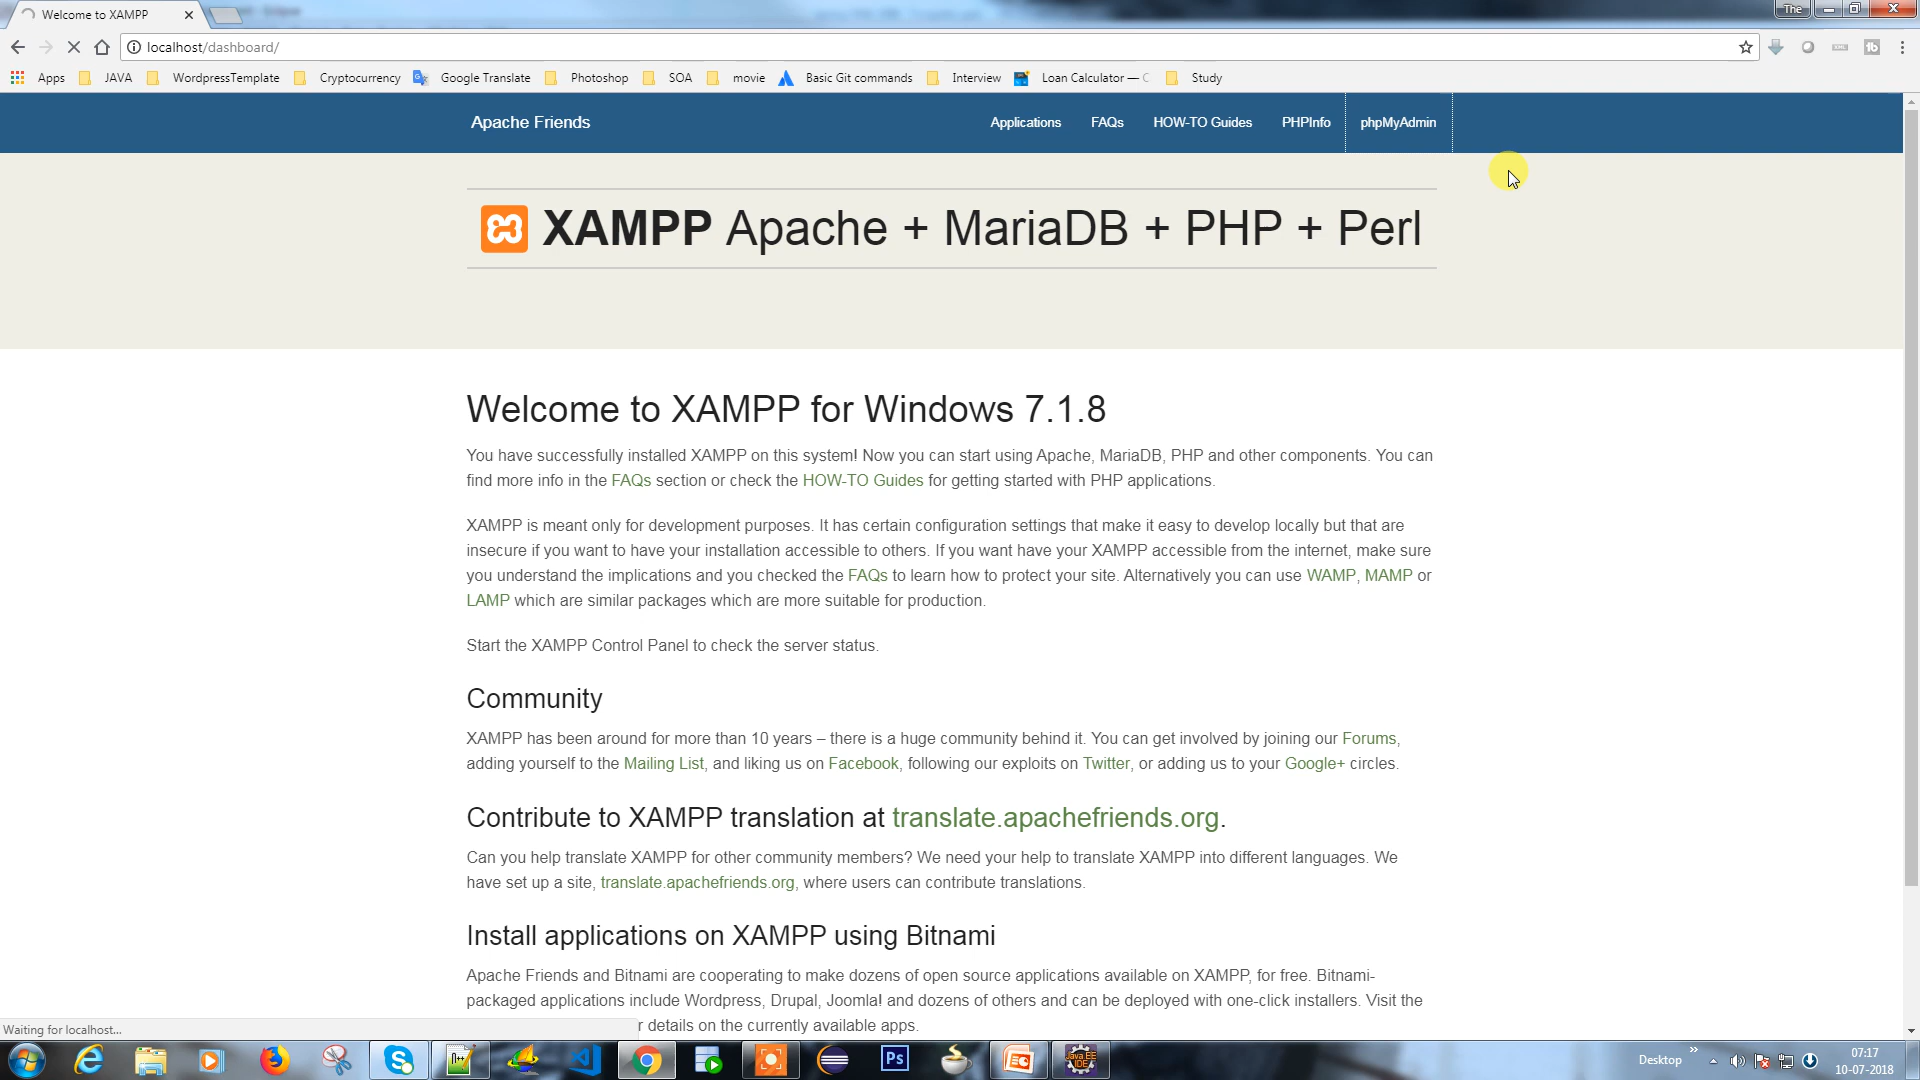 Welcome to XAMPP
The
localhost/dashboard/
Apps JAVA WordpressTemplate Cryptocurrency Google Translate Photoshop SOA movie Basic Git commands Interview Loan Calculator — Study
Apache Friends Applications FAQs HOW-TO Guides PHPInfo phpMyAdmin
XAMPP Apache + MariaDB + PHP + Perl
Welcome to XAMPP for Windows 7.1.8
You have successfully installed XAMPP on this system! Now you can start using Apache, MariaDB, PHP and other components. You can
find more info in the FAQs section or check the HOW-TO Guides for getting started with PHP applications.
XAMPP is meant only for development purposes. It has certain configuration settings that make it easy to develop locally but that are
insecure if you want to have your installation accessible to others. If you want have your XAMPP accessible from the internet, make sure
you understand the implications and you checked the FAQs to learn how to protect your site. Alternatively you can use WAMP, MAMP or
LAMP which are similar packages which are more suitable for production.
Start the XAMPP Control Panel to check the server status.
Community
XAMPP has been around for more than 10 years – there is a huge community behind it. You can get involved by joining our Forums,
adding yourself to the Mailing List, and liking us on Facebook, following our exploits on Twitter, or adding us to your Google+ circles.
Contribute to XAMPP translation at translate.apachefriends.org.
Can you help translate XAMPP for other community members? We need your help to translate XAMPP into different languages. We
have set up a site, translate.apachefriends.org, where users can contribute translations.
Install applications on XAMPP using Bitnami
Apache Friends and Bitnami are cooperating to make dozens of open source applications available on XAMPP, for free. Bitnami-
packaged applications include Wordpress, Drupal, Joomla! and dozens of others and can be deployed with one-click installers. Visit the
r details on the currently available apps.
Waiting for localhost...
Ps
Java EE
IDE
Desktop
07:17
10-07-2018